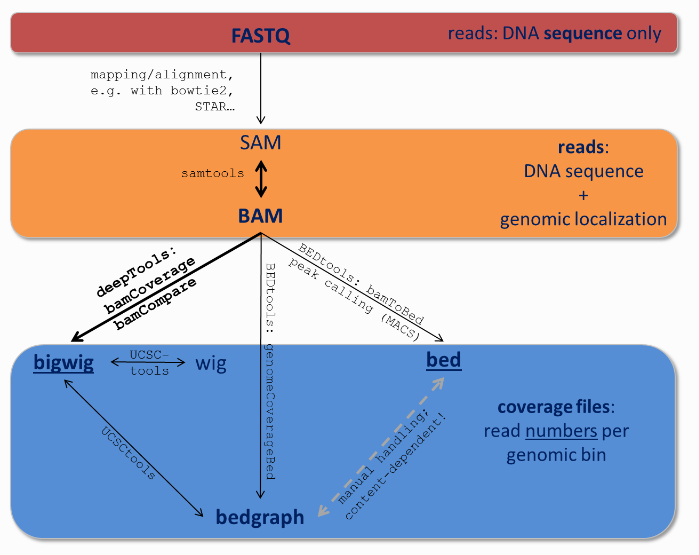 FASTQ
reads: DNA sequence only
mapping/alignment,
e.g. with bowtie2,
STAR…
SAM
samtools
BAM
reads:
DNA sequence
+
genomic localization
deepTools:
bamCoverage
bamCompare
BEDtools: genomeCoverageBed
BEDtools: bamToBed
peak calling (MACS)
bigwig
UCSC-
tools
wig
bed
UCSCtools
manual handling;
content-dependent!
coverage files:
read numbers per
genomic bin
bedgraph